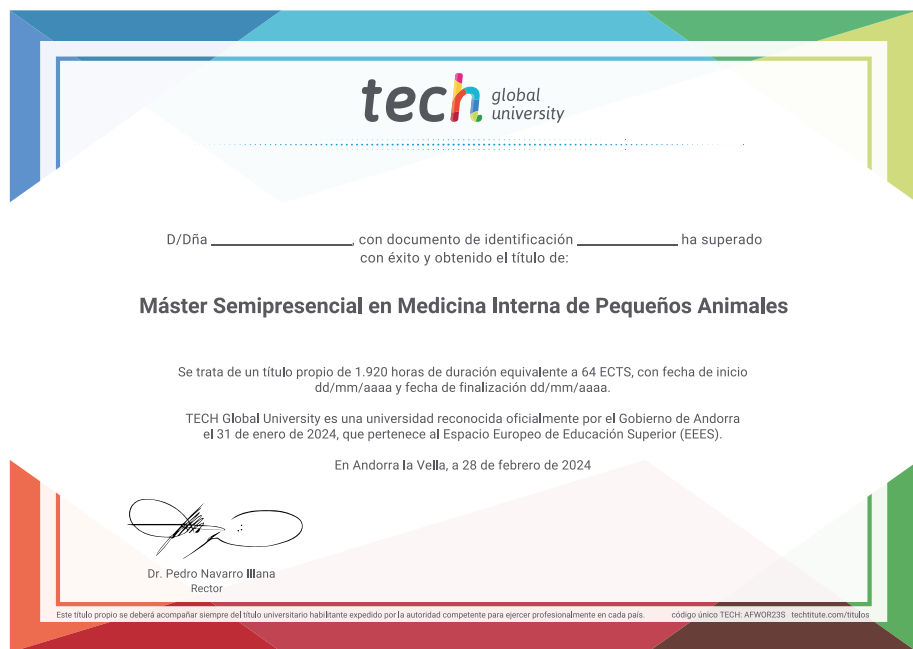 tech global
university
D/Dña , con documento de identificación ha superado
con éxito y obtenido el título de:
Máster Semipresencial en Medicina Interna de Pequeños Animales
Se trata de un título propio de 1.920 horas de duración equivalente a 64 ECTS, con fecha de inicio
dd/mm/aaaa y fecha de finalización dd/mm/aaaa.
TECH Global University es una universidad reconocida oficialmente por el Gobierno de Andorra
el 31 de enero de 2024, que pertenece al Espacio Europeo de Educación Superior (EEES).
En Andorra la Vella, a 28 de febrero de 2024
Dr. Pedro Navarro Illana
Rector
Este título propio se deberá acompañar siempre del título universitario habilitante expedido por la autoridad competente para ejercer profesionalmente en cada país. código único TECH: AFWOR23S techtitute.com/titulos